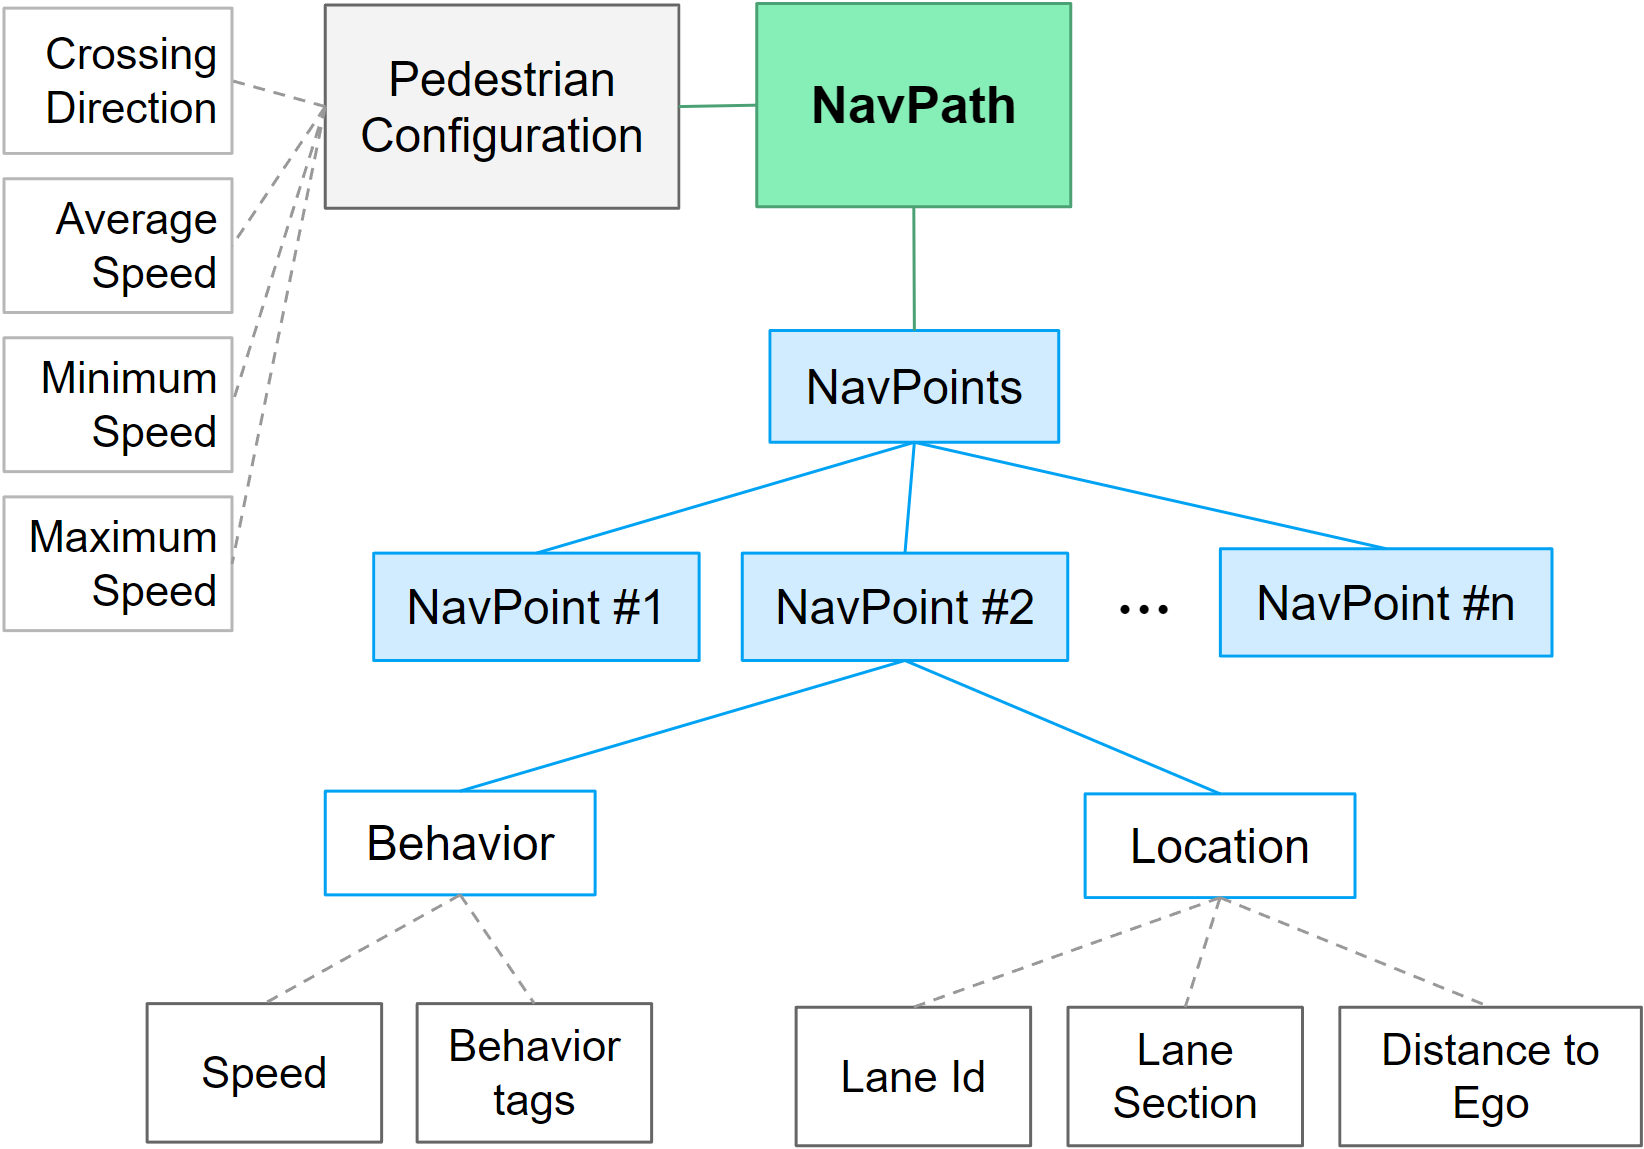 Crossing
Direction
Pedestrian
Configuration
NavPath
Average
Speed
Minimum
Speed
Maximum
Speed
NavPoints
NavPoint #1
NavPoint #2
...
NavPoint #n
Behavior
Location
Speed
Behavior
tags
Lane Id
Lane
Section
Distance to
Ego